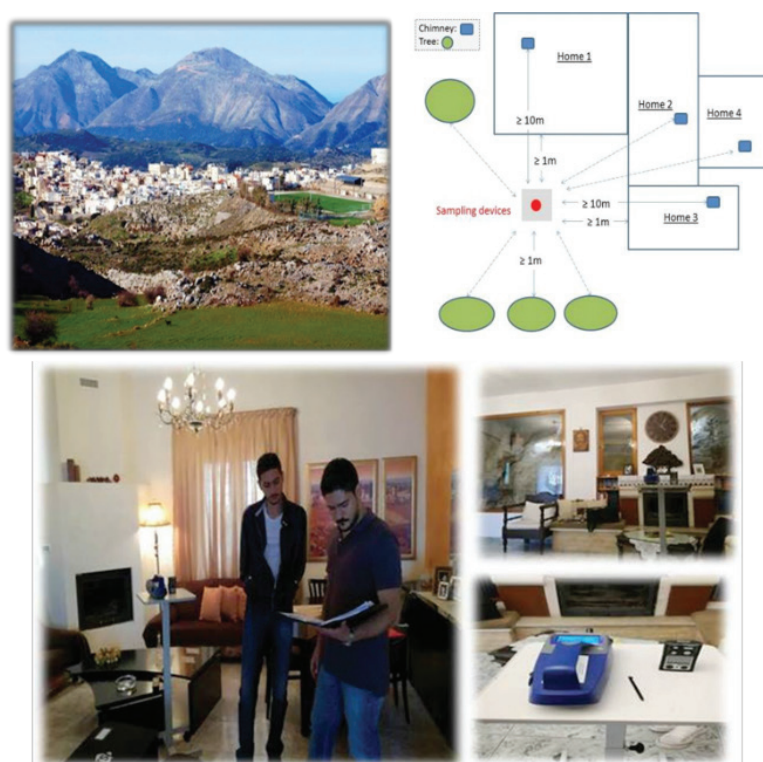 Chimney:
Tree:
Home 1
Home 2
Home 4
≥ 10m
≥ 1m
Sampling devices
≥ 10m
≥ 1m
Home 3
≥ 1m